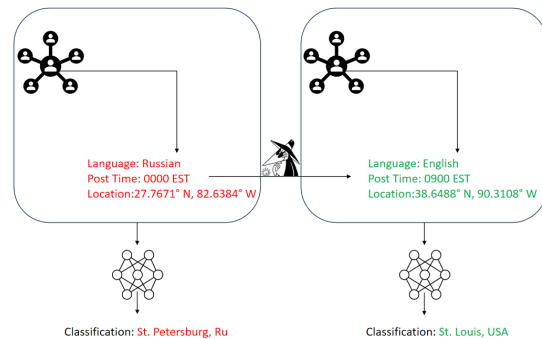 Language: Russian
Post Time: 0000 EST
Location:27.7671° N, 82.6384° W
Language: English
Post Time: 0900 EST
Location:38.6488° N, 90.3108° W
Classification: St. Petersburg, Ru
Classification: St. Louis, USA